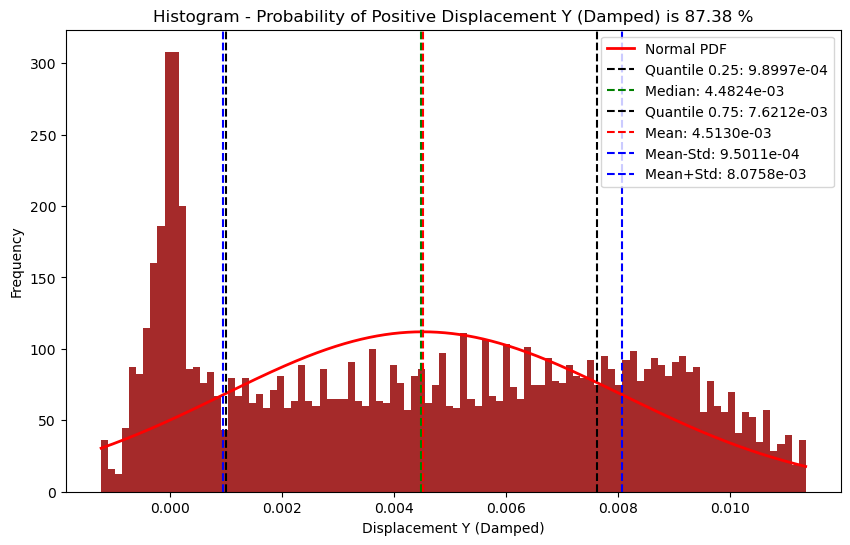 Histogram - Probability of Positive Displacement Y (Damped) is 87.38 %
Normal PDF
Quantile 0.25: 9.8997e-04
Median: 4.4824e-03
Quantile 0.75: 7.6212e-03
Mean: 4.5130e-03
Mean-Std: 9.5011e-04
Mean+Std: 8.0758e-03
Frequency
300
250
200
150
100
50
0
0.000 0.002 0.004 0.006 0.008 0.010
Displacement Y (Damped)